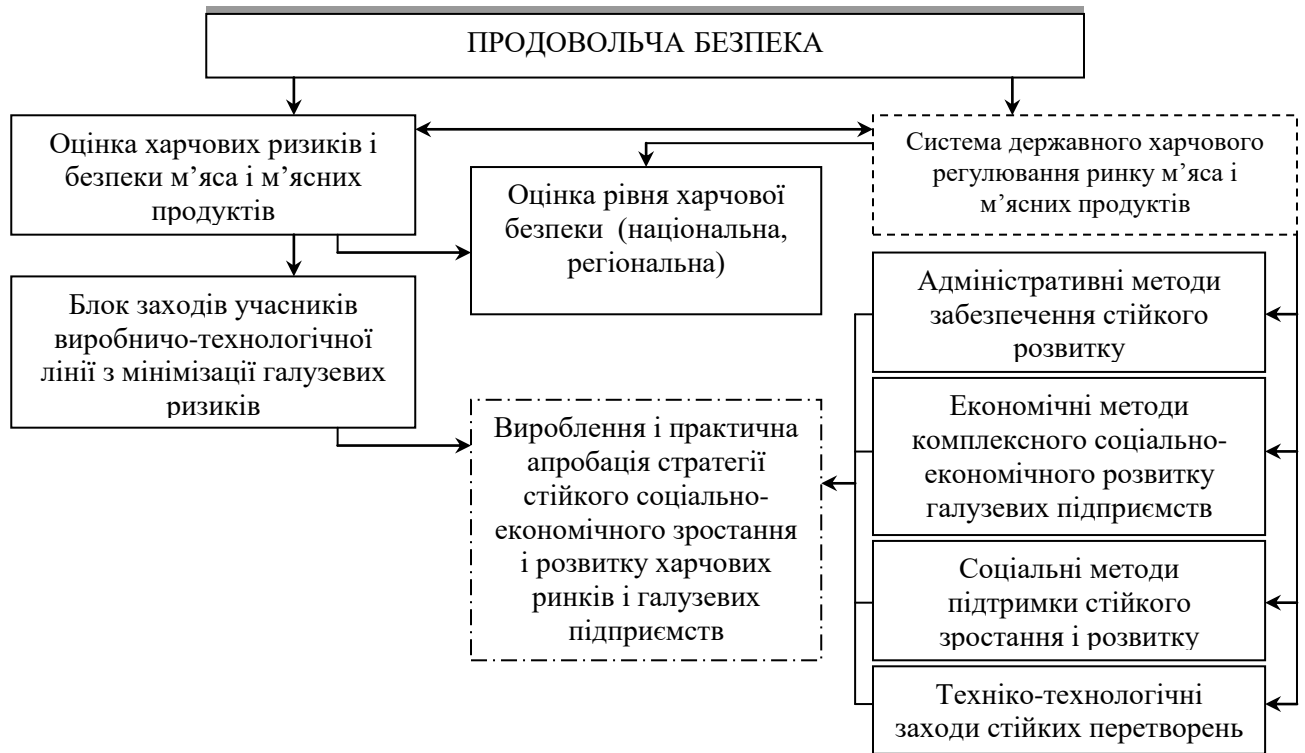 ПРОДОВОЛЬЧА БЕЗПЕКА
Оцінка харчових ризиків і
безпеки м’яса і м’ясних
продуктів
Система державного харчового
регулювання ринку м’яса і
м’ясних продуктів
Оцінка рівня харчової
безпеки (національна,
регіональна)
Блок заходів учасників
виробничо-технологічної
лінії з мінімізації галузевих
ризиків
Адміністративні методи
забезпечення стійкого
розвитку
Вироблення і практична
апробація стратегії
стійкого соціально-
економічного зростання
і розвитку харчових
ринків і галузевих
підприємств
Економічні методи
комплексного соціально-
економічного розвитку
галузевих підприємств
Соціальні методи
підтримки стійкого
зростання і розвитку
Техніко-технологічні
заходи стійких перетворень